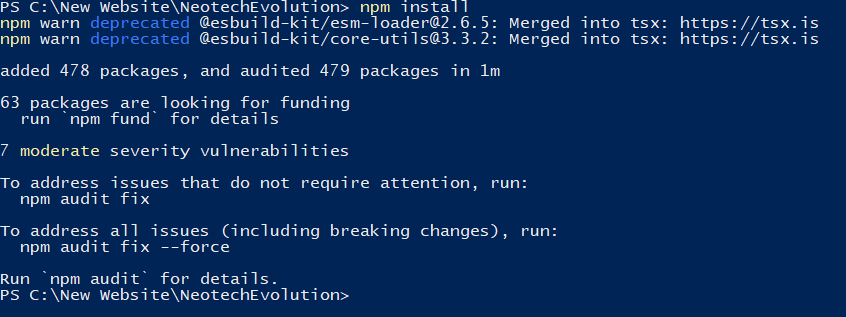 PS C:\New Website\NeotechEvolution> npm install
npm warn deprecated @esbuild-kit/esm-loader@2.6.5: Merged into tsx: https://tsx.is
npm warn deprecated @esbuild-kit/core-utils@3.3.2: Merged into tsx: https://tsx.is
added 478 packages, and audited 479 packages in 1m
63 packages are looking for funding
run `npm fund` for details
7 moderate severity vulnerabilities
To address issues that do not require attention, run:
npm audit fix
To address all issues (including breaking changes), run:
npm audit fix --force
Run `npm audit` for details.
PS C:\New Website\NeotechEvolution>